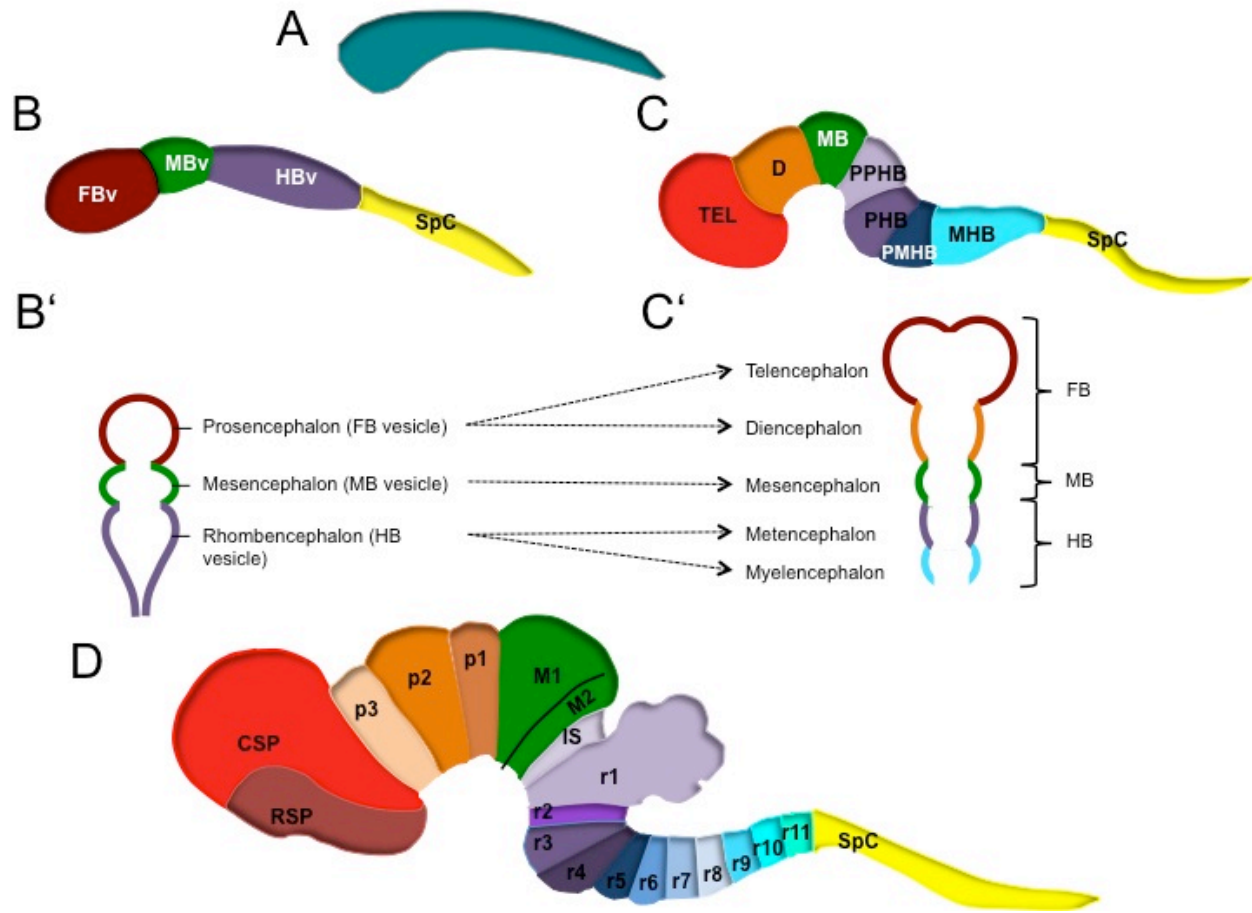 A
B
C
FBv
MBv
HBv
SpC
TEL
D
MB
PPHB
PHB
PMHB
MHB
SpC
B‘
C‘
Prosencephalon (FB vesicle)
Mesencephalon (MB vesicle)
Rhombencephalon (HB
vesicle)
Telencephalon
Diencephalon
Mesencephalon
Metencephalon
Myelencephalon
FB
MB
HB
D
CSP
RSP
p3
p2
p1
M1
M2
IS
r1
r2
r3
r4
r5
r6
r7
r8
r9
r10
r11
SpC